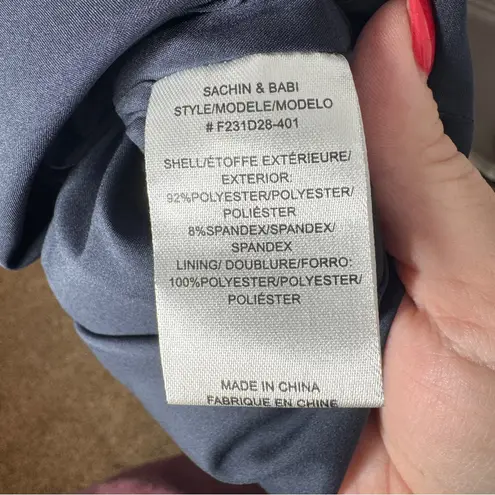 SACHIN & BABI
STYLE/MODELE/MODELO
# F231D28-401
SHELL/ÉTOFFE EXTÉRIEURE/
EXTERIOR:
92%POLYESTER/POLYESTER/
POLIÉSTER
8%SPANDEX/SPANDEX/
SPANDEX
LINING/ DOUBLURE/FORRO:
100%POLYESTER/POLYESTER/
POLIÉSTER
MADE IN CHINA
FABRIQUE EN CHINE